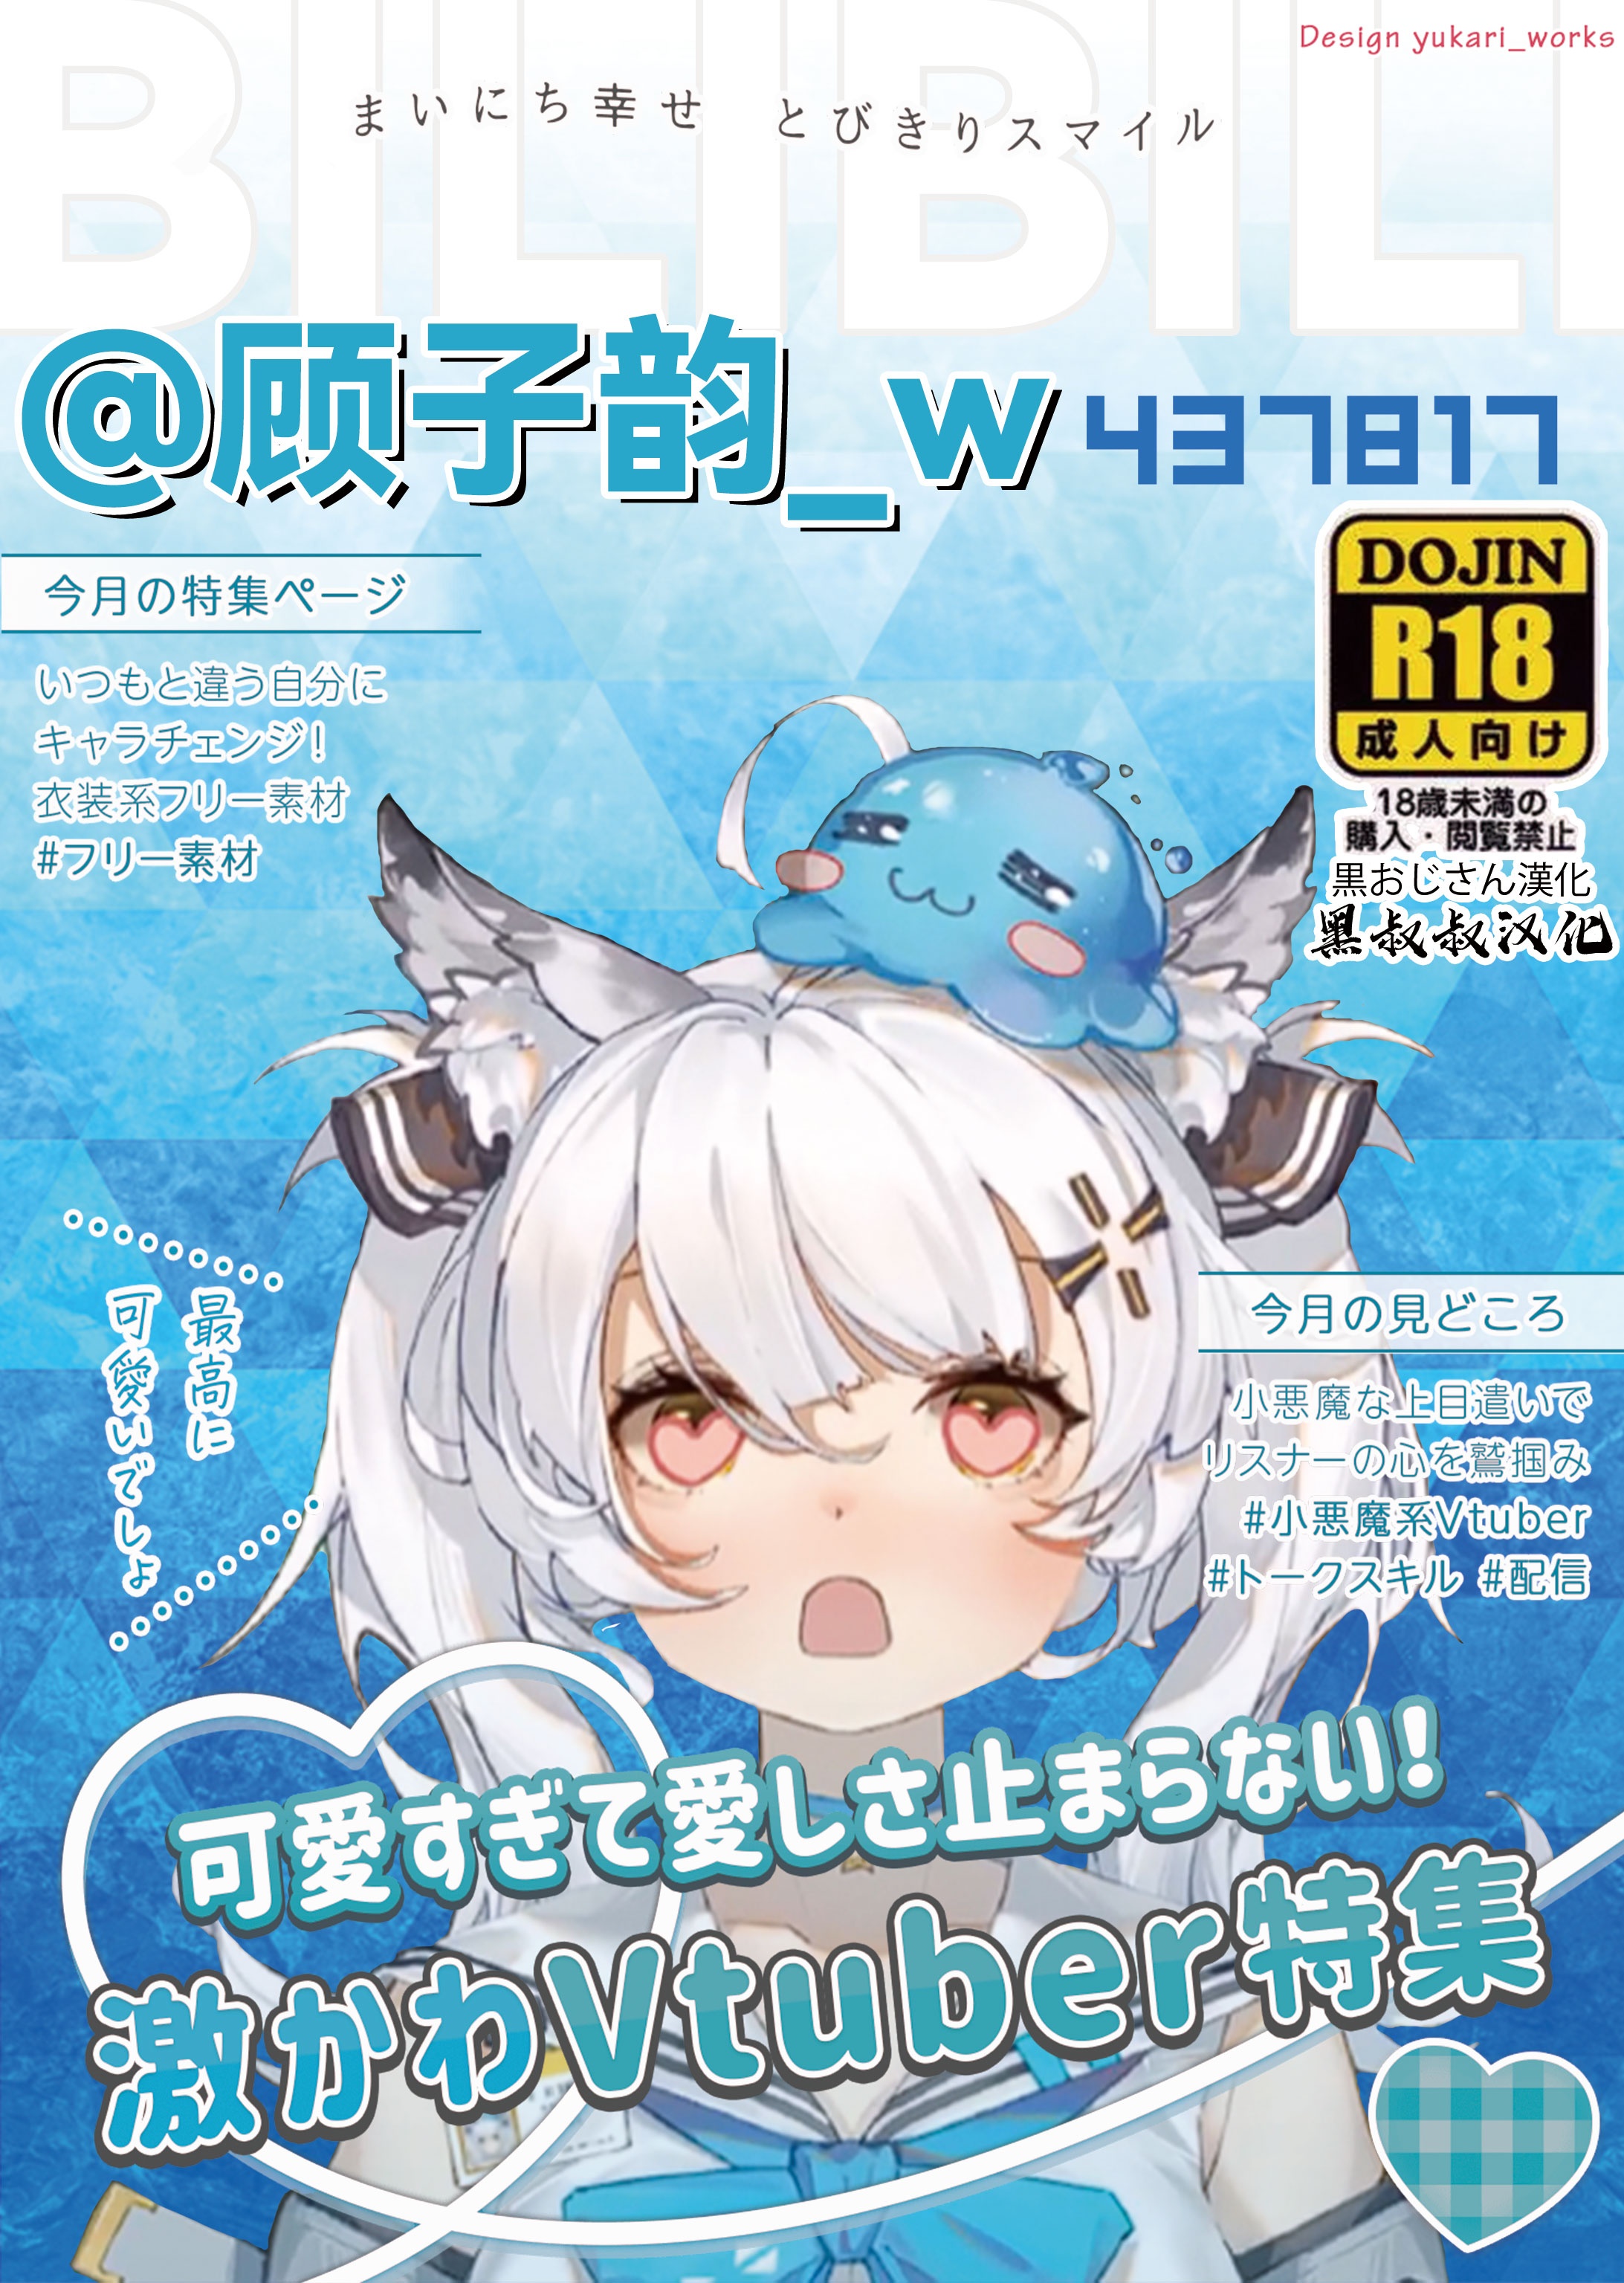 BILIBILI
Design yukari_works
まいにち幸せ とびきりスマイル
@顾子韵_w
437817
今月の特集ページ
いつもと違う自分に
キャラチェンジ！
衣装系フリー素材
#フリー素材
DOJIN
R18
成人向け
18歳未満の
購入・閲覧禁止
黒おじさん漢化
黑叔叔汉化
最高に
可愛いでしょ
今月の見どころ
小悪魔な上目遣いで
リスナーの心を鷲掴み
#小悪魔系Vtuber
#トークスキル #配信
可愛すぎて愛しさ止まらない！
激かわVtuber特集